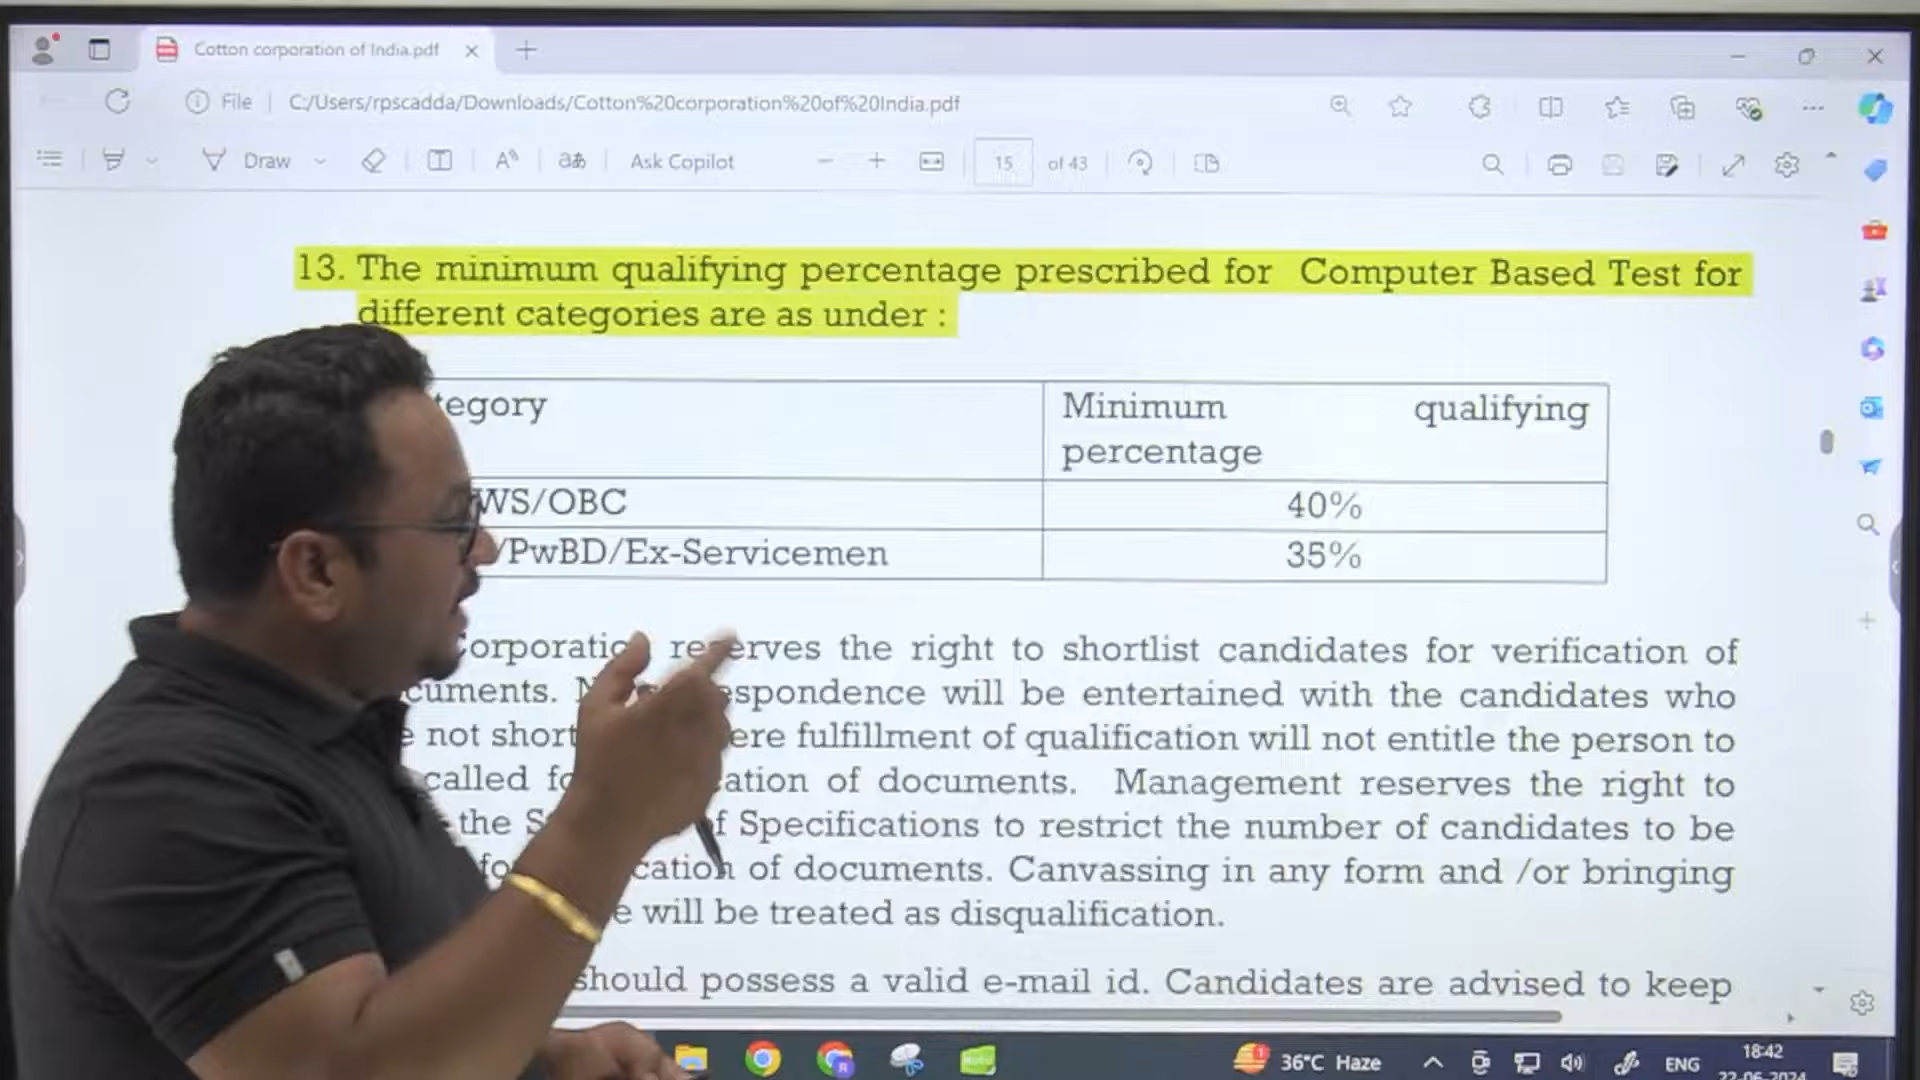 Cotton corporation of India.pdf
File C:/Users/rpscadda/Downloads/Cotton%20corporation%20of%20India.pdf
Draw Ask Copilot 15 of 43
13. The minimum qualifying percentage prescribed for Computer Based Test for
different categories are as under :
tegory Minimum qualifying
percentage
WS/OBC 40%
/PwBD/Ex-Servicemen 35%
Corporatio reserves the right to shortlist candidates for verification of
cuments. espondence will be entertained with the candidates who
e not short ere fulfillment of qualification will not entitle the person to
called fo ation of documents. Management reserves the right to
the S f Specifications to restrict the number of candidates to be
fo cation of documents. Canvassing in any form and /or bringing
e will be treated as disqualification.
should possess a valid e-mail id. Candidates are advised to keep
36°C Haze ENG 18:42
22-06-2024